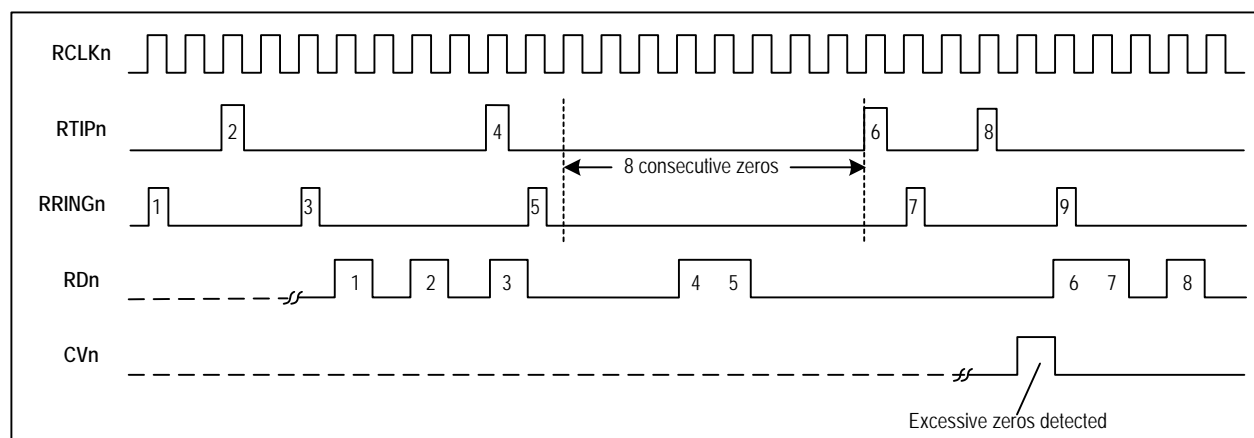 RCLKn
RTIPn
2
4
6
8
8 consecutive zeros
RRINGn
1
3
5
7
9
RDn
1
2
3
4 5
6 7
8
CVn
Excessive zeros detected